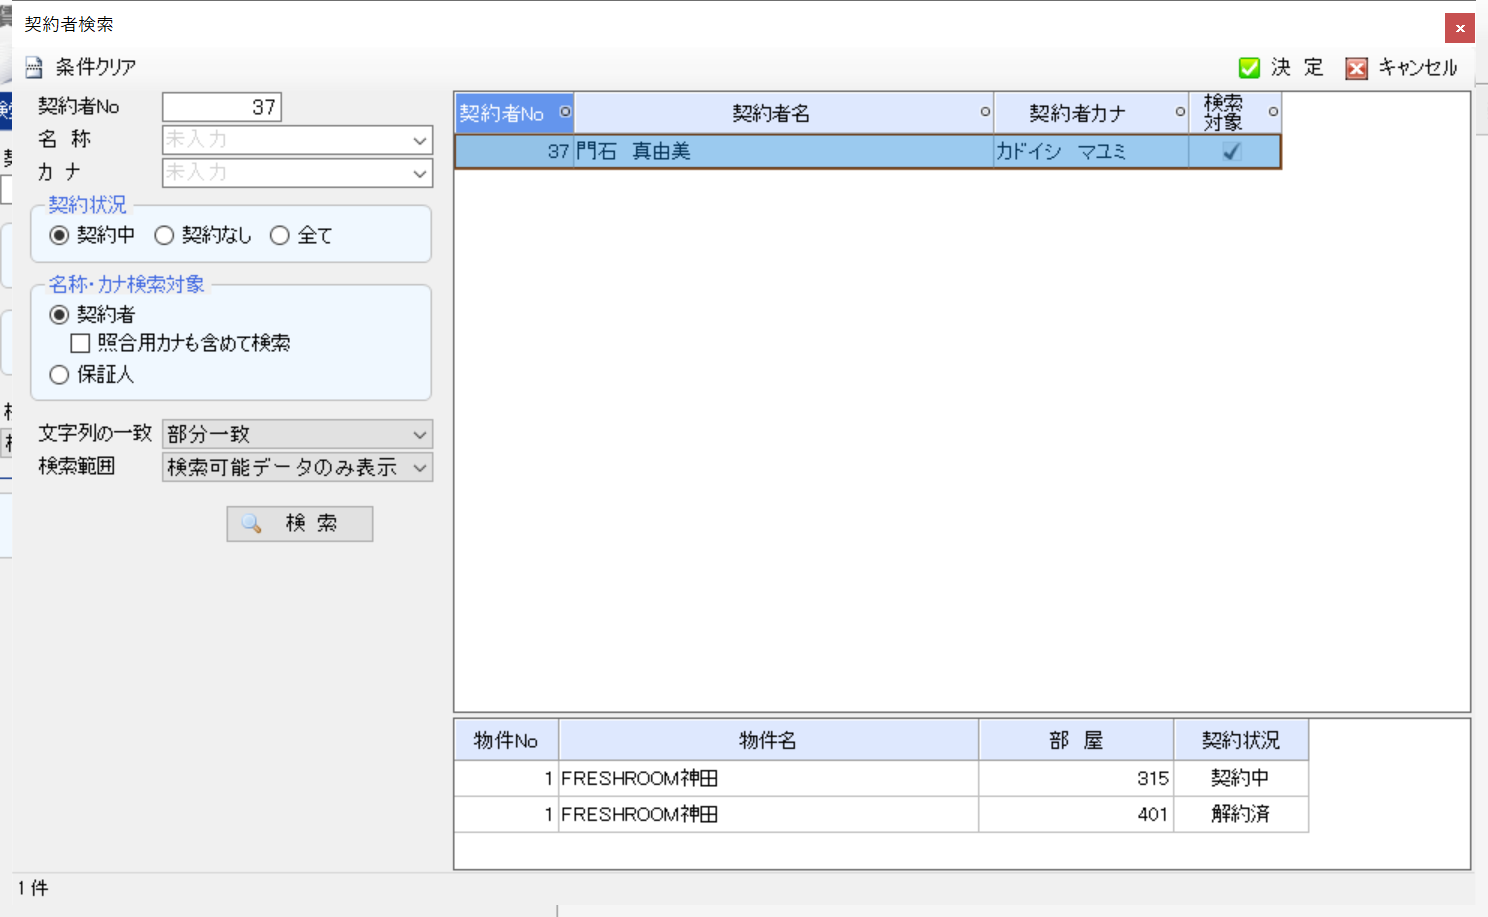 契約者検索
条件クリア
決 定 キャンセル
契約者No 37
名 称 未入力
カ ナ 未入力
契約状況
契約中 契約なし 全て
名称・カナ検索対象
契約者
照合用カナも含めて検索
保証人
文字列の一致 部分一致
検索範囲 検索可能データのみ表示
検 索
契約者No 契約者名 契約者カナ 検索対象
37 門石 真由美 カドイシ マユミ
物件No 物件名 部 屋 契約状況
1 FRESHROOM神田 315 契約中
1 FRESHROOM神田 401 解約済
1 件